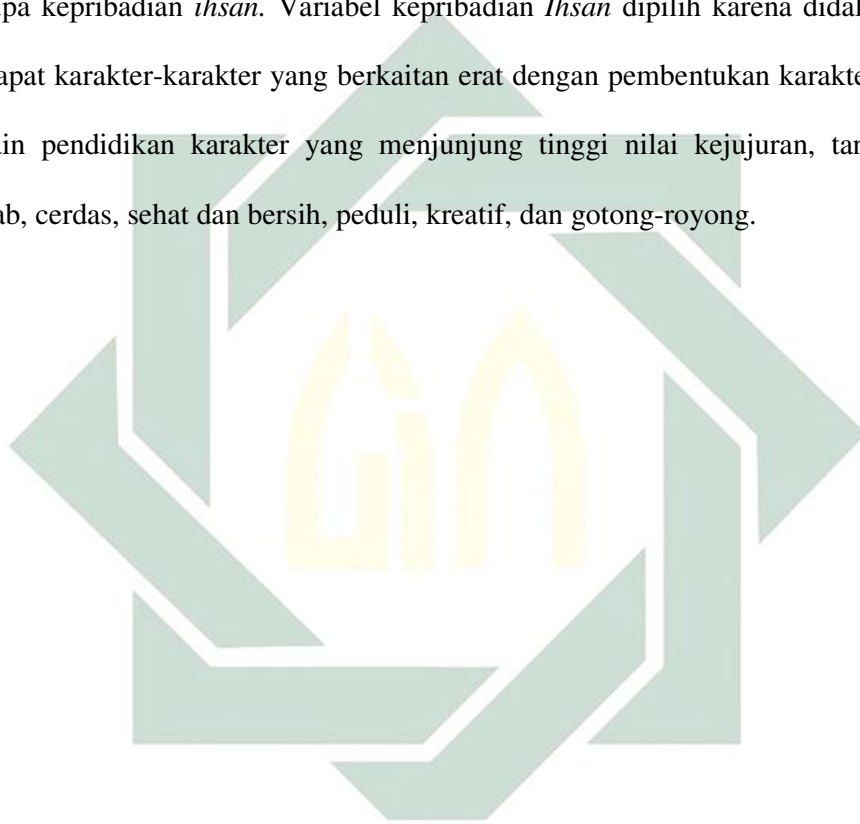 pa kepribadian ihsan. Variabel kepribadian Ihsan dipilih karena didal
apat karakter-karakter yang berkaitan erat dengan pembentukan karakte
in pendidikan karakter yang menjunjung tinggi nilai kejujuran, tan
ab, cerdas, sehat dan bersih, peduli, kreatif, dan gotong-royong.